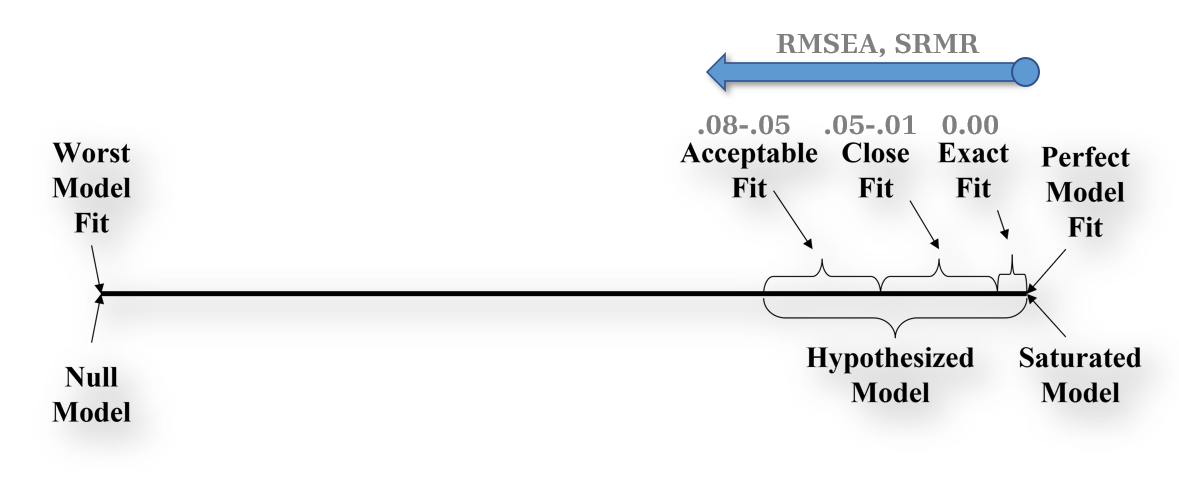 RMSEA, SRMR
.08-.05 .05-.01 0.00
Worst
Model
Fit
Acceptable
Fit
Close
Fit
Exact
Fit
Perfect
Model
Fit
Null
Model
Hypothesized
Model
Saturated
Model